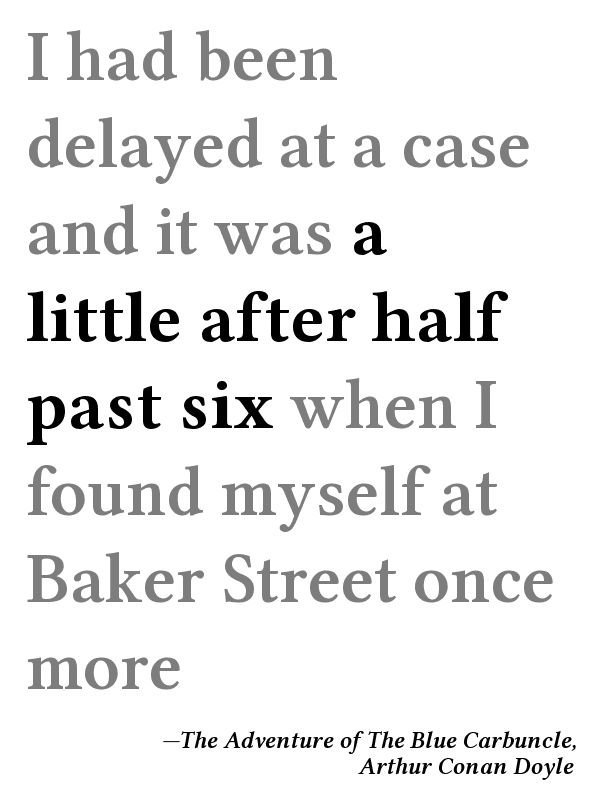 I had been
delayed at a case
and it was a
little after half
past six when I
found myself at
Baker Street once
more
—The Adventure of The Blue Carbuncle,
Arthur Conan Doyle